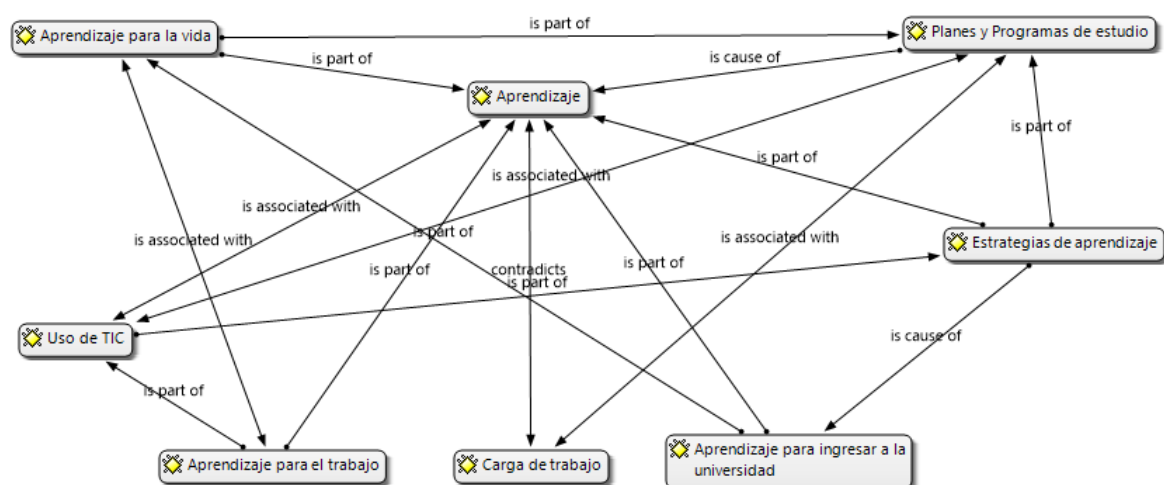 is part of
Aprendizaje para la vida
Planes y Programas de estudio
is part of
is cause of
Aprendizaje
is part of
is part of
is associated with
is associated with
is part of
is associated with
is associated with
Estrategias de aprendizaje
is part of
contradicts
is part of
is part of
Uso de TIC
is cause of
is part of
Aprendizaje para el trabajo
Carga de trabajo
Aprendizaje para ingresar a la
universidad